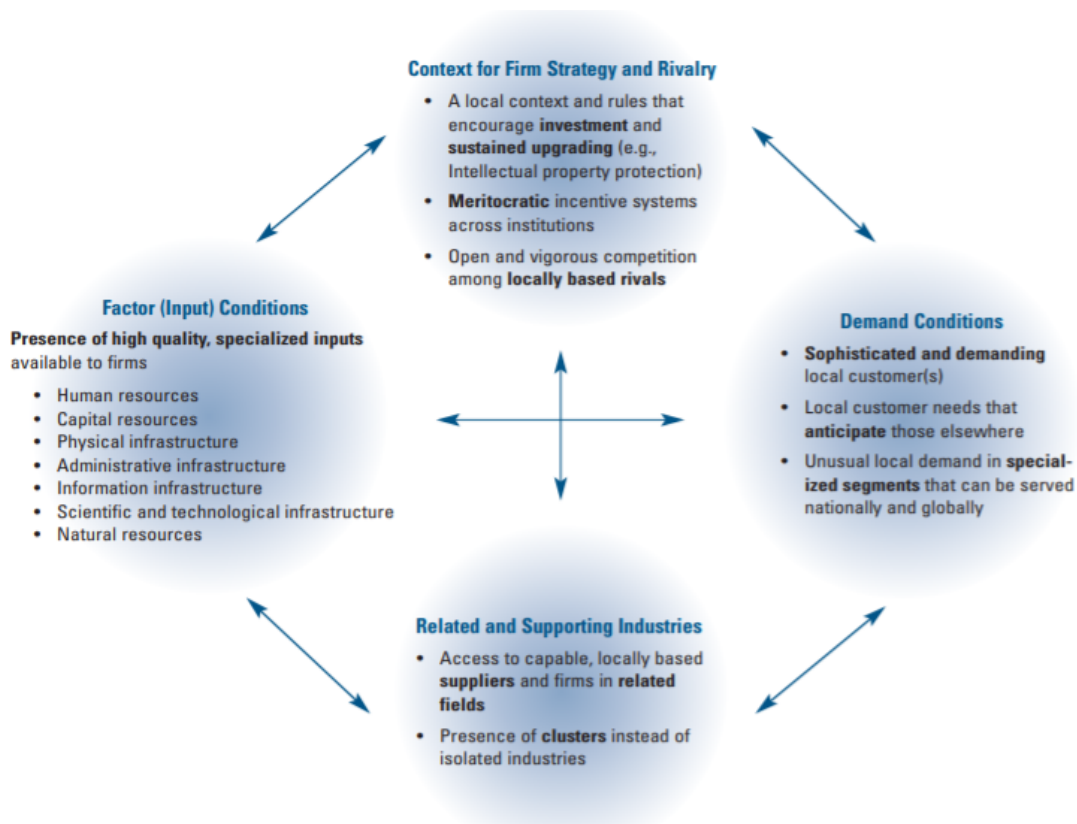 Context for Firm Strategy and Rivalry
• A local context and rules that
encourage investment and
sustained upgrading (e.g.,
Intellectual property protection)
• Meritocratic incentive systems
across institutions
• Open and vigorous competition
among locally based rivals
Factor (Input) Conditions
Presence of high quality, specialized inputs
available to firms
• Human resources
• Capital resources
• Physical infrastructure
• Administrative infrastructure
• Information infrastructure
• Scientific and technological infrastructure
• Natural resources
Demand Conditions
• Sophisticated and demanding
local customer(s)
• Local customer needs that
anticipate those elsewhere
• Unusual local demand in special-
ized segments that can be served
nationally and globally
Related and Supporting Industries
• Access to capable, locally based
suppliers and firms in related
fields
• Presence of clusters instead of
isolated industries